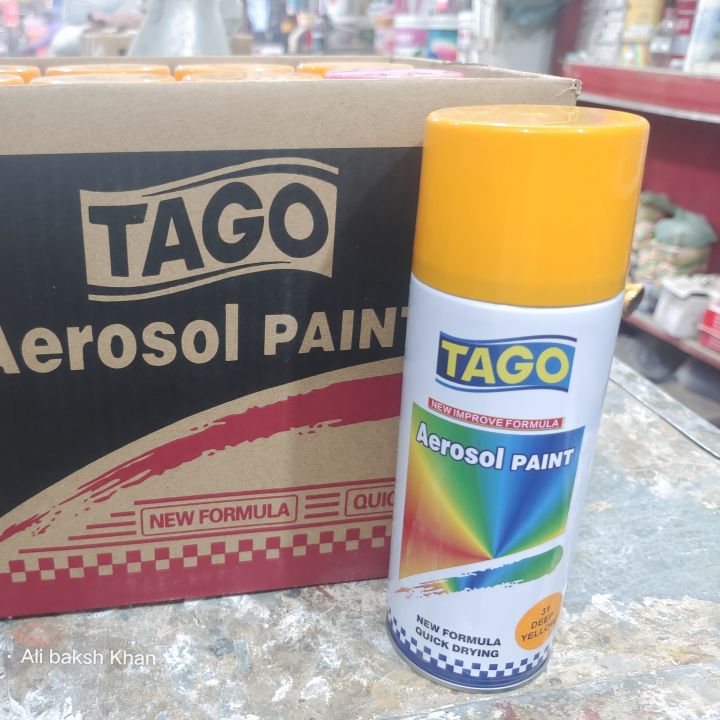 TAGO
Aerosol PAINT
NEW FORMULA
QUIC
TAGO
NEW IMPROVE FORMULA
Aerosol PAINT
31
DEEP
YELLOW
NEW FORMULA
QUICK DRYING
Ali baksh Khan